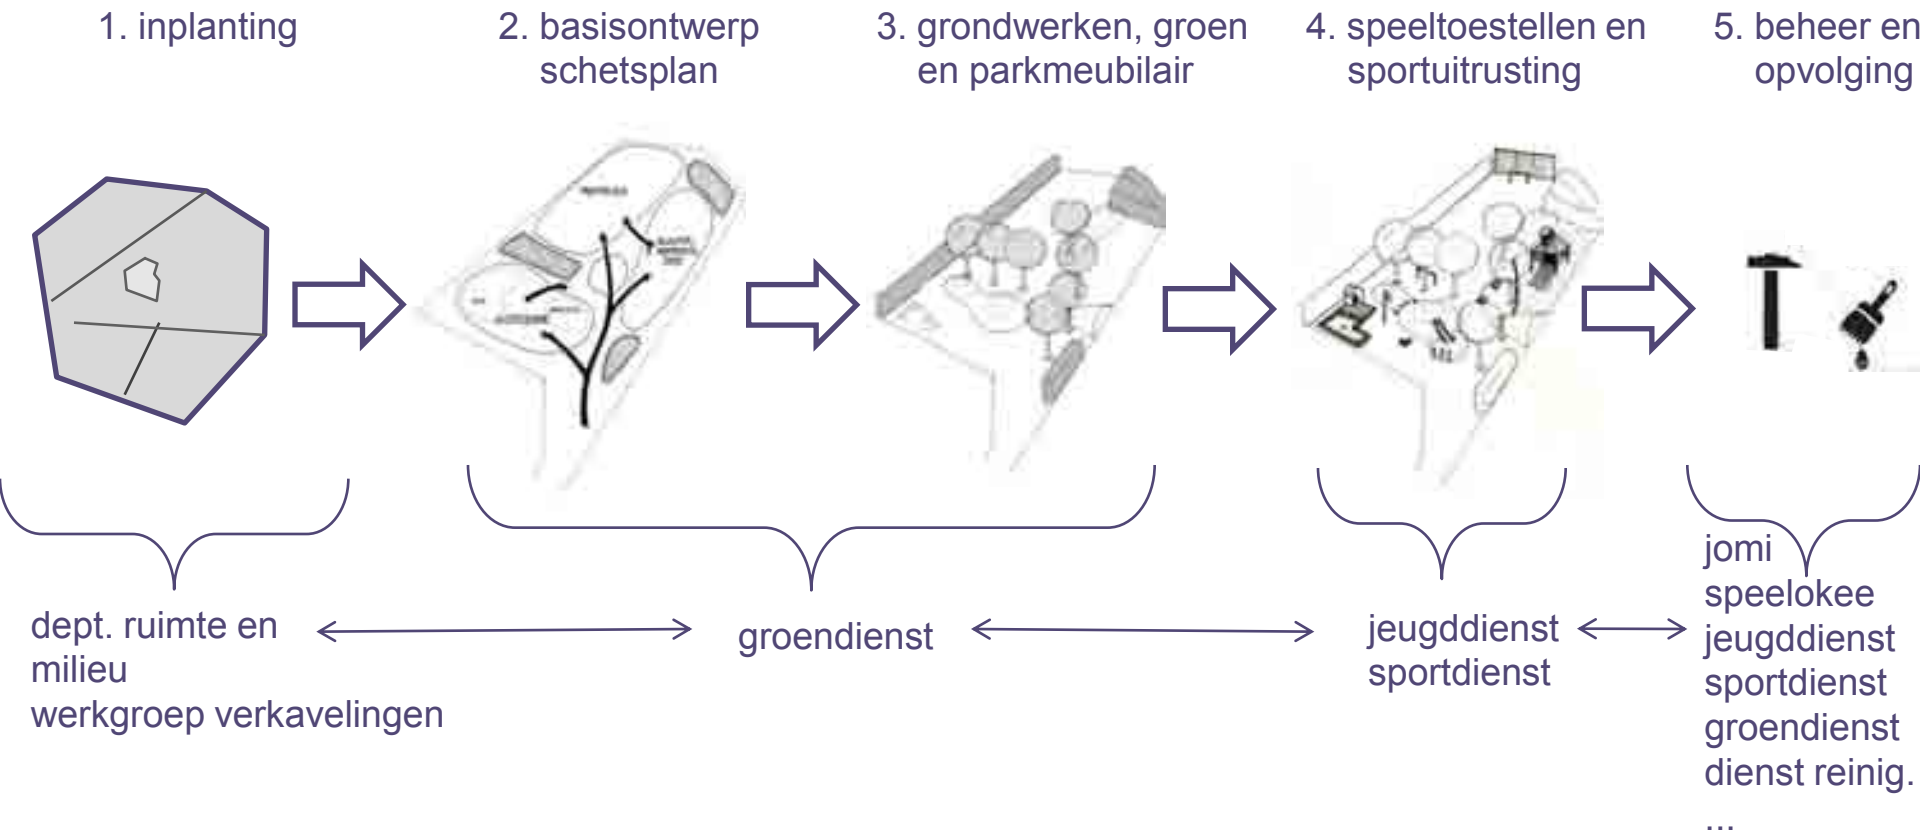 1. inplanting
2. basisontwerp
schetsplan
3. grondwerken, groen
en parkmeubilair
4. speeltoestellen en
sportuitrusting
5. beheer en
opvolging
dept. ruimte en
milieu
werkgroep verkavelingen
groendienst
jeugddienst
sportdienst
jomi
speelokee
jeugddienst
sportdienst
groendienst
dienst reinig.
...